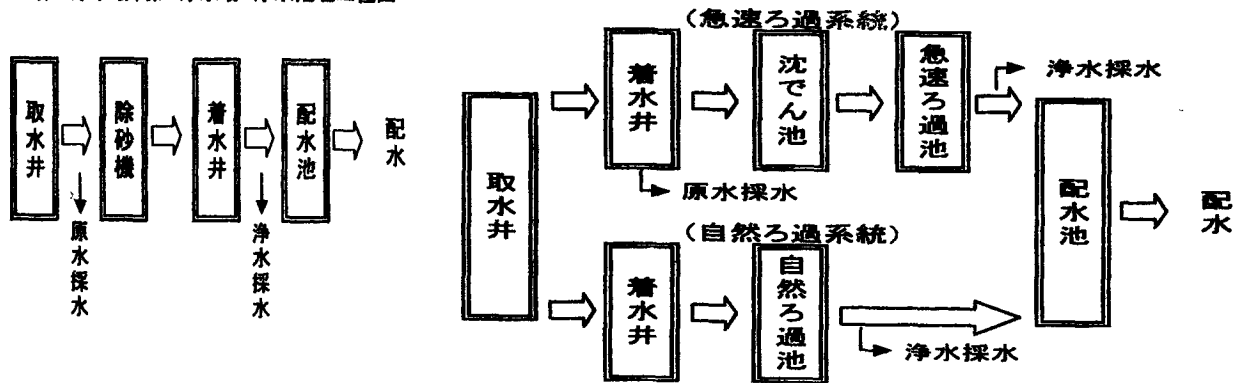 取水井
除砂機
着水井
配水池
配水
原水採水
浄水採水
(急速ろ過系統)
取水井
着水井
沈でん池
急速ろ過池
浄水採水
原水採水
(自然ろ過系統)
着水井
自然ろ過池
浄水採水
配水池
配水